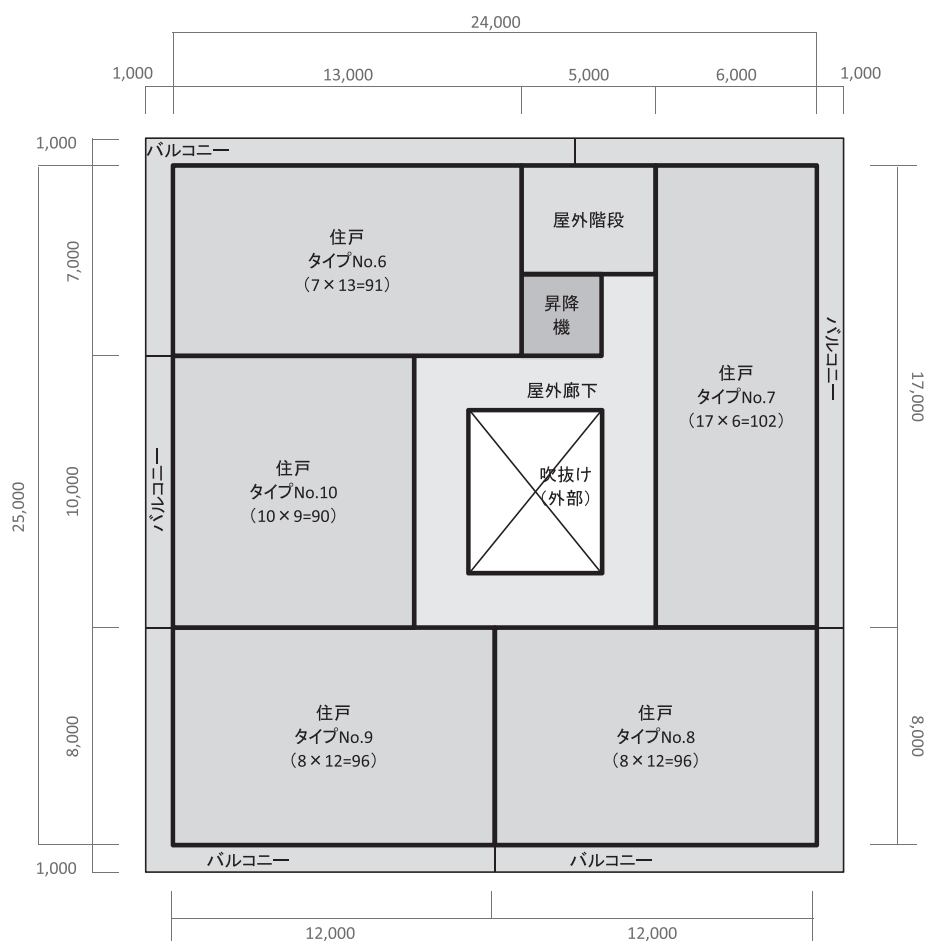 24,000
1,000
13,000
5,000
6,000
1,000
1,000
バルコニー
屋外階段
住戸
タイプNo.6
（7×13=91）
7,000
昇降
機
バルコニー
住戸
タイプNo.7
（17×6=102）
17,000
屋外廊下
吹抜け
（外部）
住戸
タイプNo.10
（10×9=90）
バルコニー
10,000
25,000
住戸
タイプNo.9
（8×12=96）
住戸
タイプNo.8
（8×12=96）
8,000
8,000
バルコニー
バルコニー
1,000
12,000
12,000